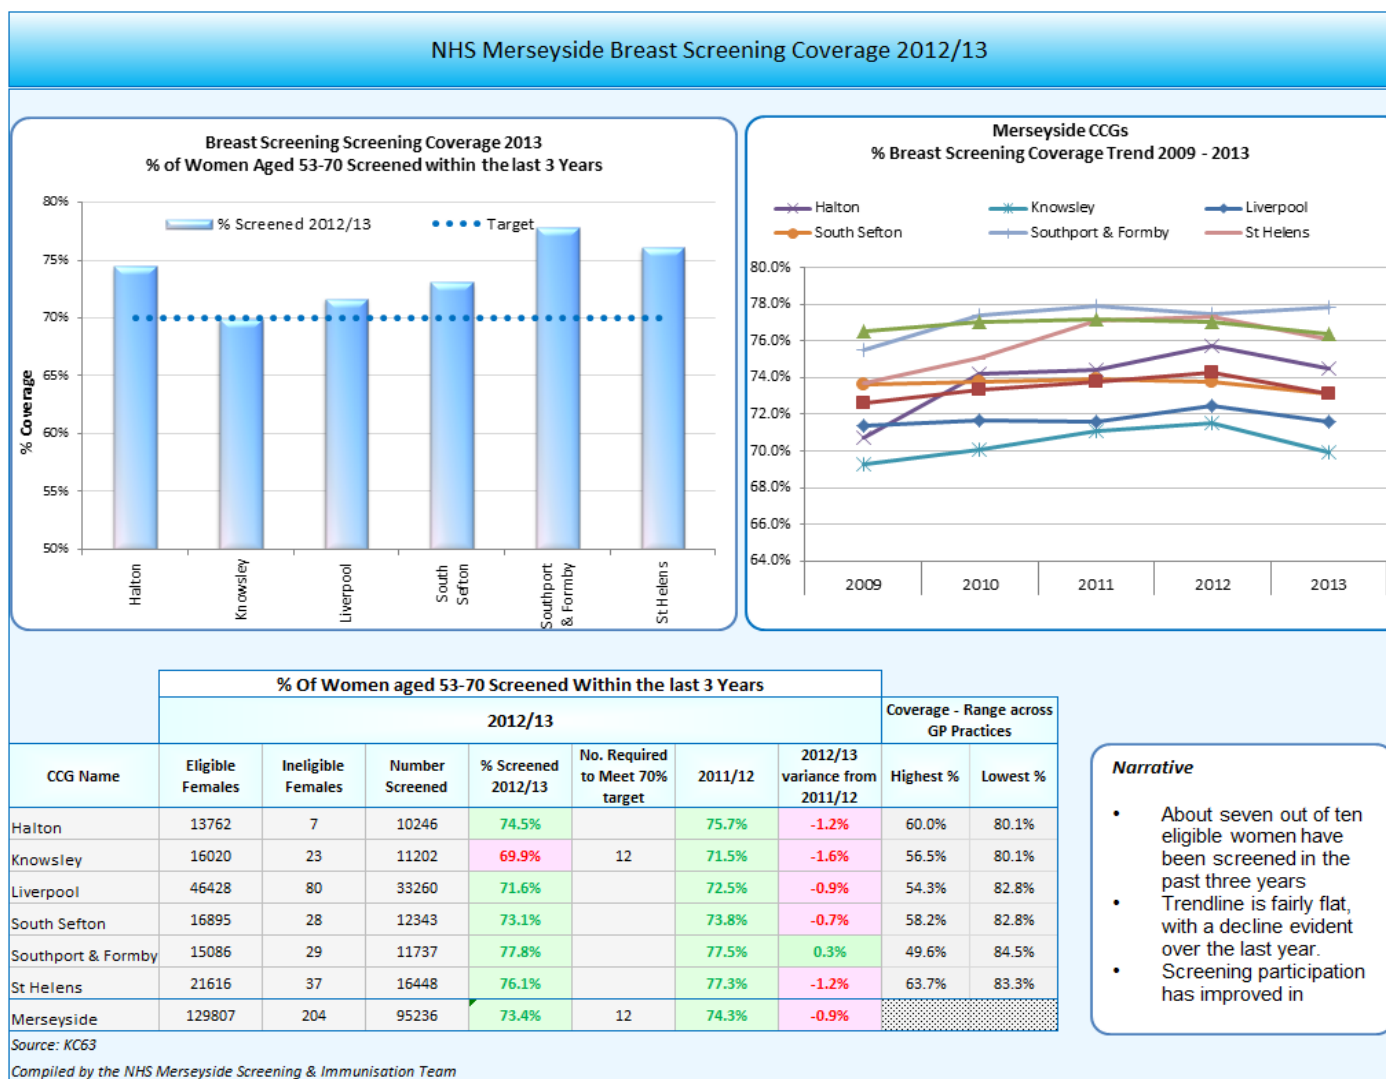 NHS Merseyside Breast Screening Coverage 2012/13
Breast Screening Screening Coverage 2013
% of Women Aged 53-70 Screened within the last 3 Years
% Screened 2012/13
Target
% Coverage
80%
75%
70%
65%
60%
55%
50%
Halton
Knowsley
Liverpool
South
Sefton
Southport
& Formby
St Helens
Merseyside CCGs
% Breast Screening Coverage Trend 2009 - 2013
Halton
Knowsley
Liverpool
South Sefton
Southport & Formby
St Helens
80.0%
78.0%
76.0%
74.0%
72.0%
70.0%
68.0%
66.0%
64.0%
2009 2010 2011 2012 2013
% Of Women aged 53-70 Screened Within the last 3 Years
2012/13
Coverage - Range across
GP Practices
CCG Name
Eligible
Females
Ineligible
Females
Number
Screened
% Screened
2012/13
No. Required
to Meet 70%
target
2011/12
2012/13
variance from
2011/12
Highest %
Lowest %
Halton 13762 7 10246 74.5% 75.7% -1.2% 60.0% 80.1%
Knowsley 16020 23 11202 69.9% 12 71.5% -1.6% 56.5% 80.1%
Liverpool 46428 80 33260 71.6% 72.5% -0.9% 54.3% 82.8%
South Sefton 16895 28 12343 73.1% 73.8% -0.7% 58.2% 82.8%
Southport & Formby 15086 29 11737 77.8% 77.5% 0.3% 49.6% 84.5%
St Helens 21616 37 16448 76.1% 77.3% -1.2% 63.7% 83.3%
Merseyside 129807 204 95236 73.4% 12 74.3% -0.9%
Source: KC63
Compiled by the NHS Merseyside Screening & Immunisation Team
Narrative
• About seven out of ten
eligible women have
been screened in the
past three years
• Trendline is fairly flat,
with a decline evident
over the last year.
• Screening participation
has improved in